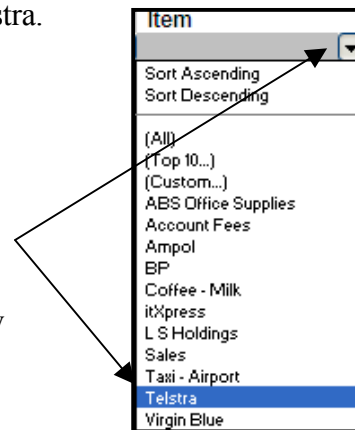 stra.
Item
Sort Ascending
Sort Descending
(All)
(Top 10...)
(Custom...)
ABS Office Supplies
Account Fees
Ampol
BP
Coffee - Milk
itXpress
L S Holdings
Sales
Taxi - Airport
Telstra
Virgin Blue